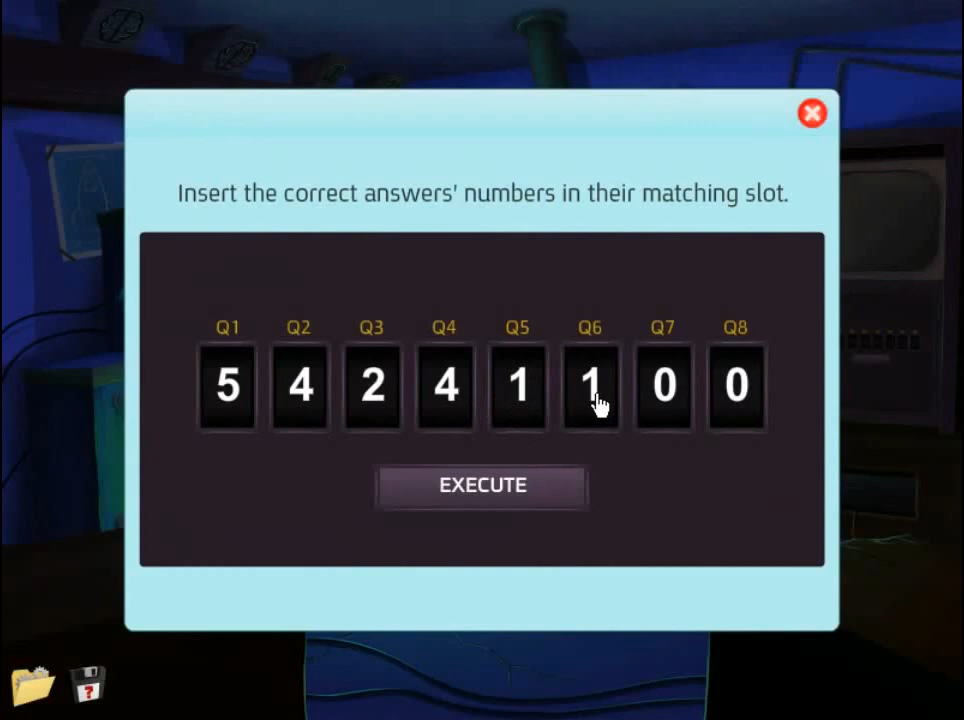 Insert the correct answers' numbers in their matching slot.
Q1 Q2 Q3 Q4 Q5 Q6 Q7 Q8
5 4 2 4 1 1 0 0
EXECUTE
?